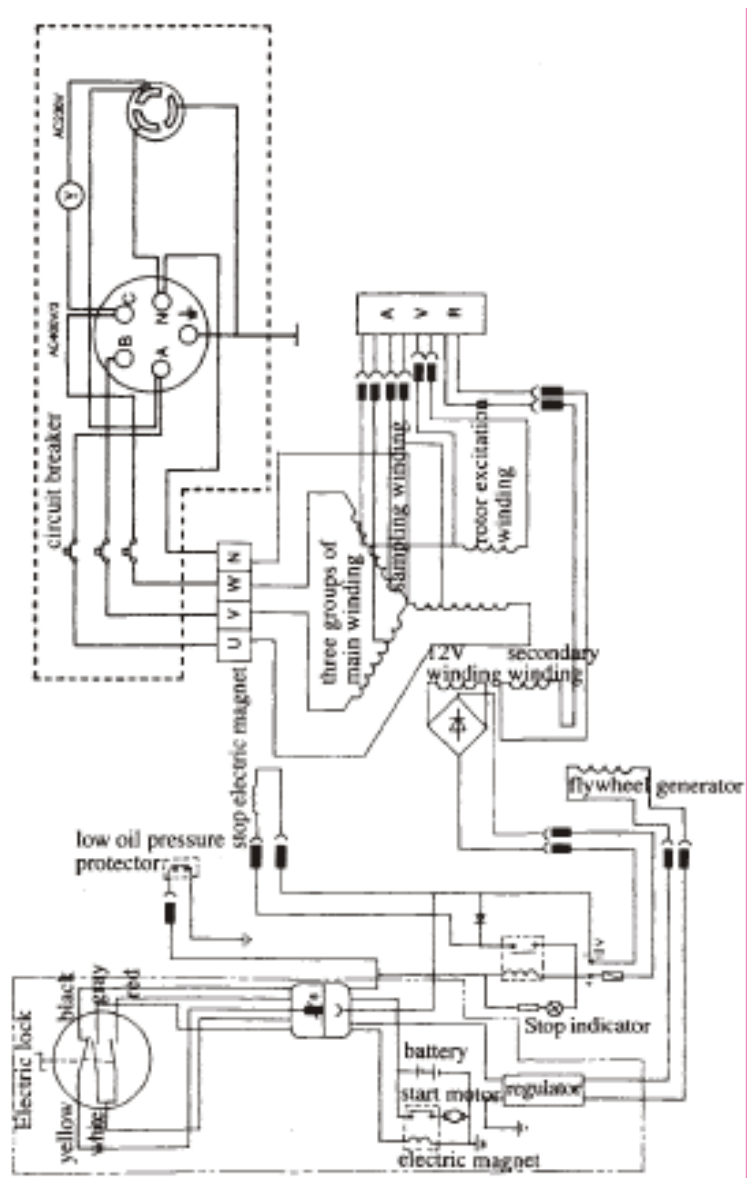 AC230V
V
AC400V/3
C
B
N
A
circuit breaker
A
V
R
N
W
V
U
sampling winding
rotor excitation
winding
three groups of
main winding
12V
winding
secondary
winding
stop electric magnet
flywheel generator
low oil pressure
protector
black
gray
red
Electric lock
yellow
white
Stop indicator
battery
start motor
regulator
electric magnet